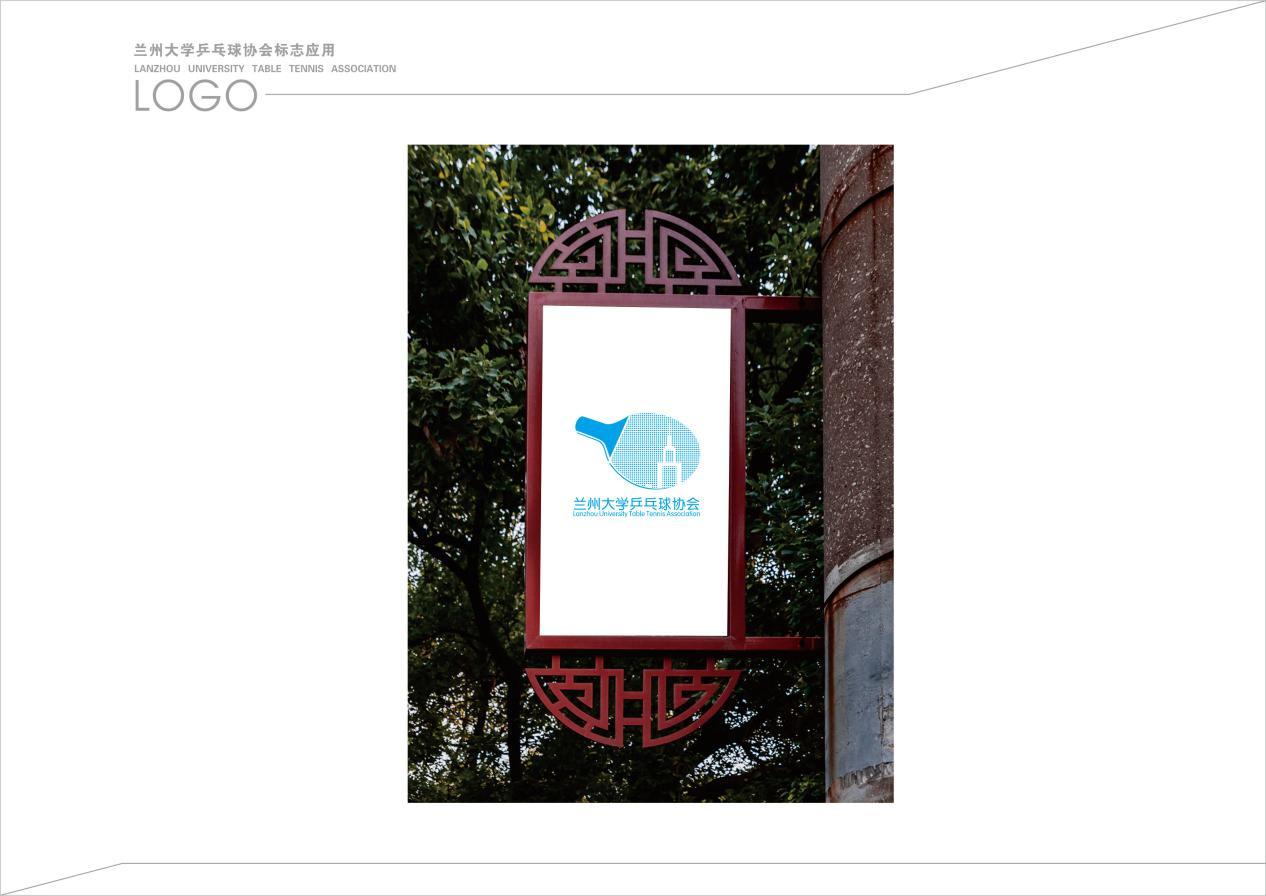 兰州大学乒乓球协会标志应用
LANZHOU UNIVERSITY TABLE TENNIS ASSOCIATION
LOGO
兰州大学乒乓球协会
Lanzhou University Table Tennis Association